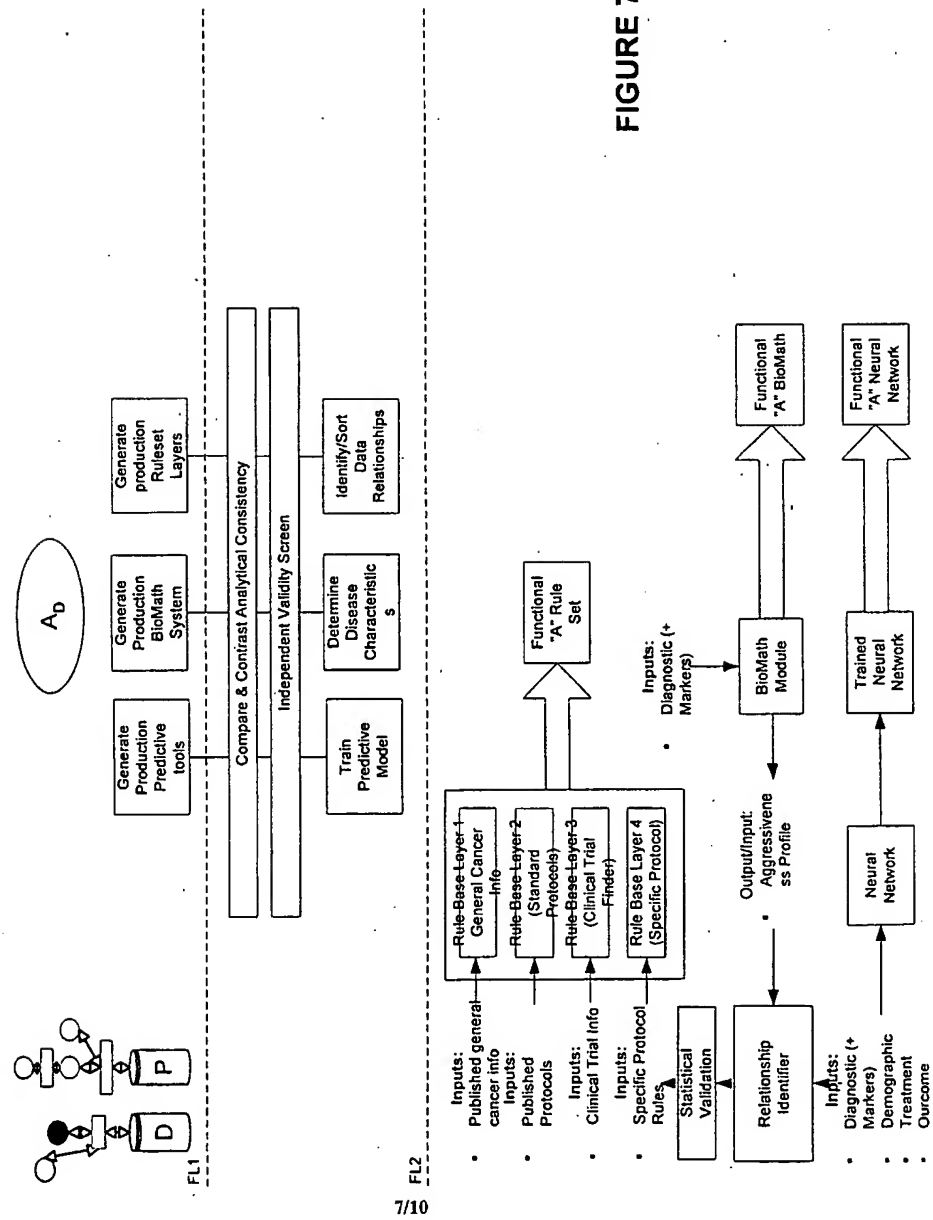 FIGURE 7
A_D
Generate
Production
Predictive
tools
Generate
Production
BioMath
System
Generate
production
Ruleset
Layers
D
P
FL1
Compare & Contrast Analytical Consistency
Independent Validity Screen
Train
Predictive
Model
Determine
Disease
Characteristic
s
Identify/Sort
Data
Relationships
FL2
Inputs:
• Published general
cancer info
Inputs:
• Published
Protocols
Inputs:
• Clinical Trial Info
Inputs:
• Specific Protocol
Rules
Rule Base Layer 1
General Cancer
Info
Rule Base Layer 2
(Standard
Protocols)
Rule Base Layer 3
(Clinical Trial
Finder)
Rule Base Layer 4
(Specific Protocol)
Functional
"A" Rule
Set
Statistical
Validation
Relationship
Identifier
Output/Input:
• Aggressivene
ss Profile
Inputs:
• Diagnostic (+
Markers)
BioMath
Module
Functional
"A" BioMath
Inputs:
• Diagnostic (+
Markers)
• Demographic
• Treatment
• Ourcome
Neural
Network
Trained
Neural
Network
Functional
"A" Neural
Network
7/10